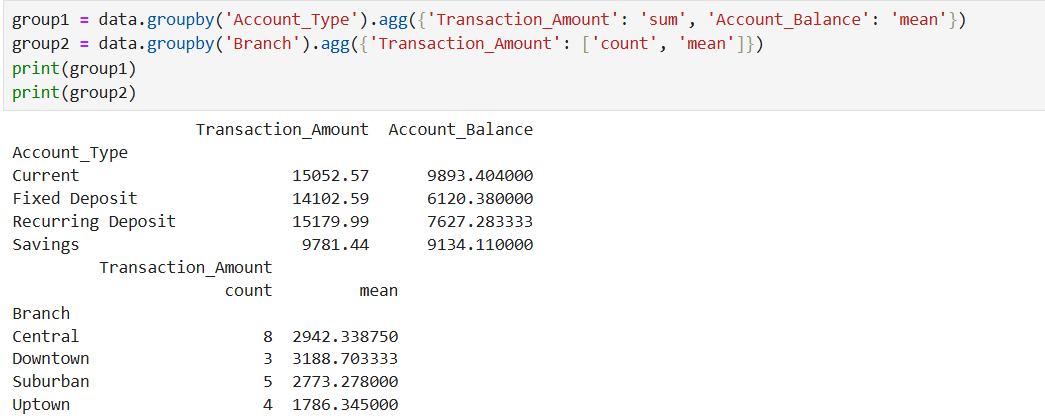 group1 = data.groupby('Account_Type').agg({'Transaction_Amount': 'sum', 'Account_Balance': 'mean'})
group2 = data.groupby('Branch').agg({'Transaction_Amount': ['count', 'mean']})
print(group1)
print(group2)
Transaction_Amount Account_Balance
Account_Type
Current 15052.57 9893.404000
Fixed Deposit 14102.59 6120.380000
Recurring Deposit 15179.99 7627.283333
Savings 9781.44 9134.110000
Transaction_Amount
count mean
Branch
Central 8 2942.338750
Downtown 3 3188.703333
Suburban 5 2773.278000
Uptown 4 1786.345000